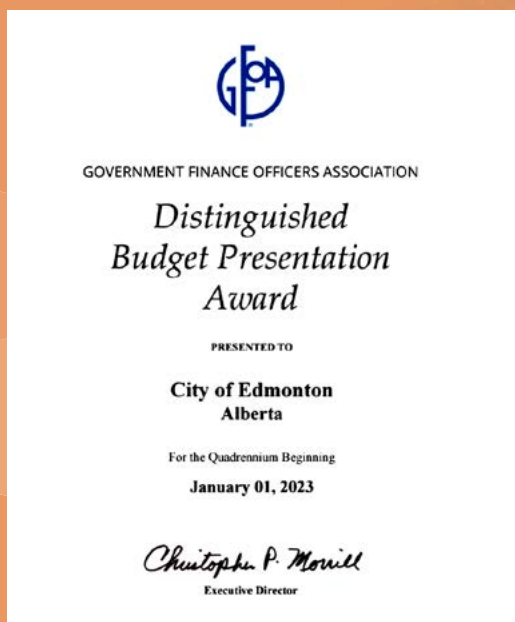 GFOA
GOVERNMENT FINANCE OFFICERS ASSOCIATION
Distinguished
Budget Presentation
Award
PRESENTED TO
City of Edmonton
Alberta
For the Quadrennium Beginning
January 01, 2023
Christopher P. Morrill
Executive Director